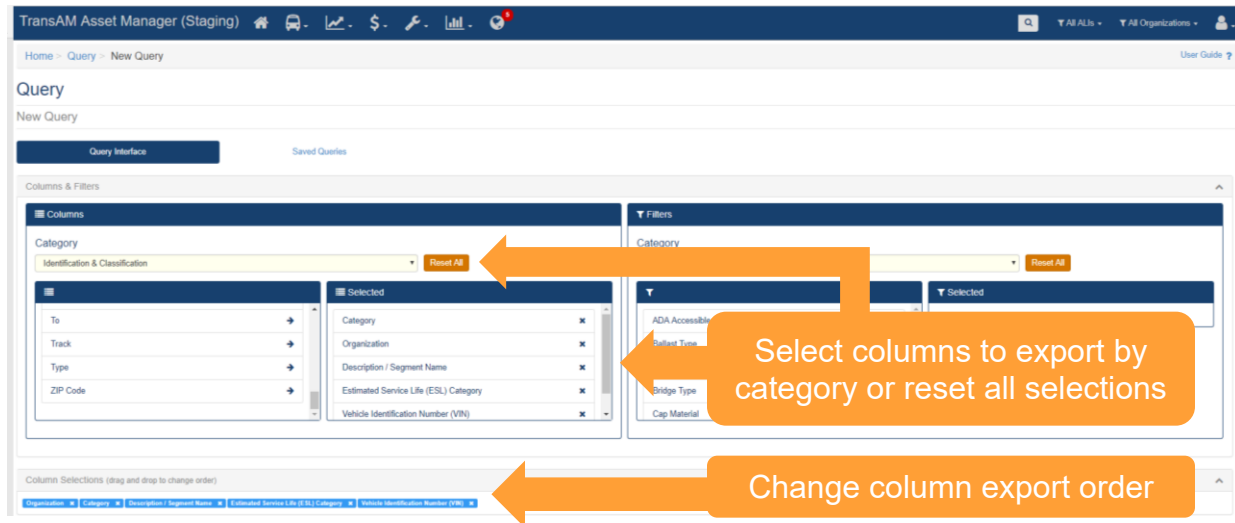 TransAM Asset Manager (Staging) $ 5 All ALIs All Organizations
Home > Query > New Query User Guide ?
Query
New Query
Query Interface Saved Queries
Columns & Filters
Columns
Category
Identification & Classification Reset All
Selected
To
Track
Type
ZIP Code
Category
Organization
Description / Segment Name
Estimated Service Life (ESL) Category
Vehicle Identification Number (VIN)
Filters
Category
Reset All
Selected
ADA Accessible
Ballast Type
Bridge Type
Cap Material
Select columns to export by
category or reset all selections
Column Selections (drag and drop to change order)
Organization x Category x Description / Segment Name x Estimated Service Life (ESL) Category x Vehicle Identification Number (VIN) x
Change column export order